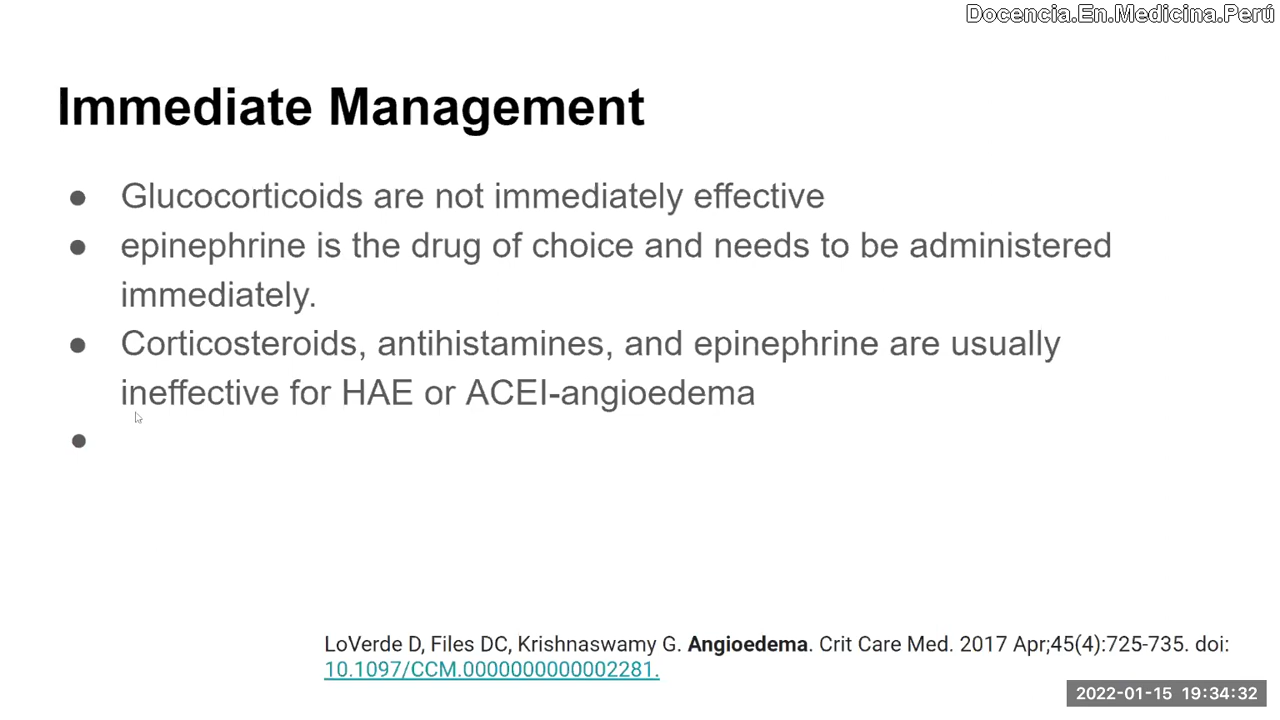 Docencia.En.Medicina.Perú
Immediate Management
● Glucocorticoids are not immediately effective
● epinephrine is the drug of choice and needs to be administered
immediately.
● Corticosteroids, antihistamines, and epinephrine are usually
ineffective for HAE or ACEI-angioedema
●
LoVerde D, Files DC, Krishnaswamy G. Angioedema. Crit Care Med. 2017 Apr;45(4):725-735. doi:
10.1097/CCM.0000000000002281.
2022-01-15 19:34:32